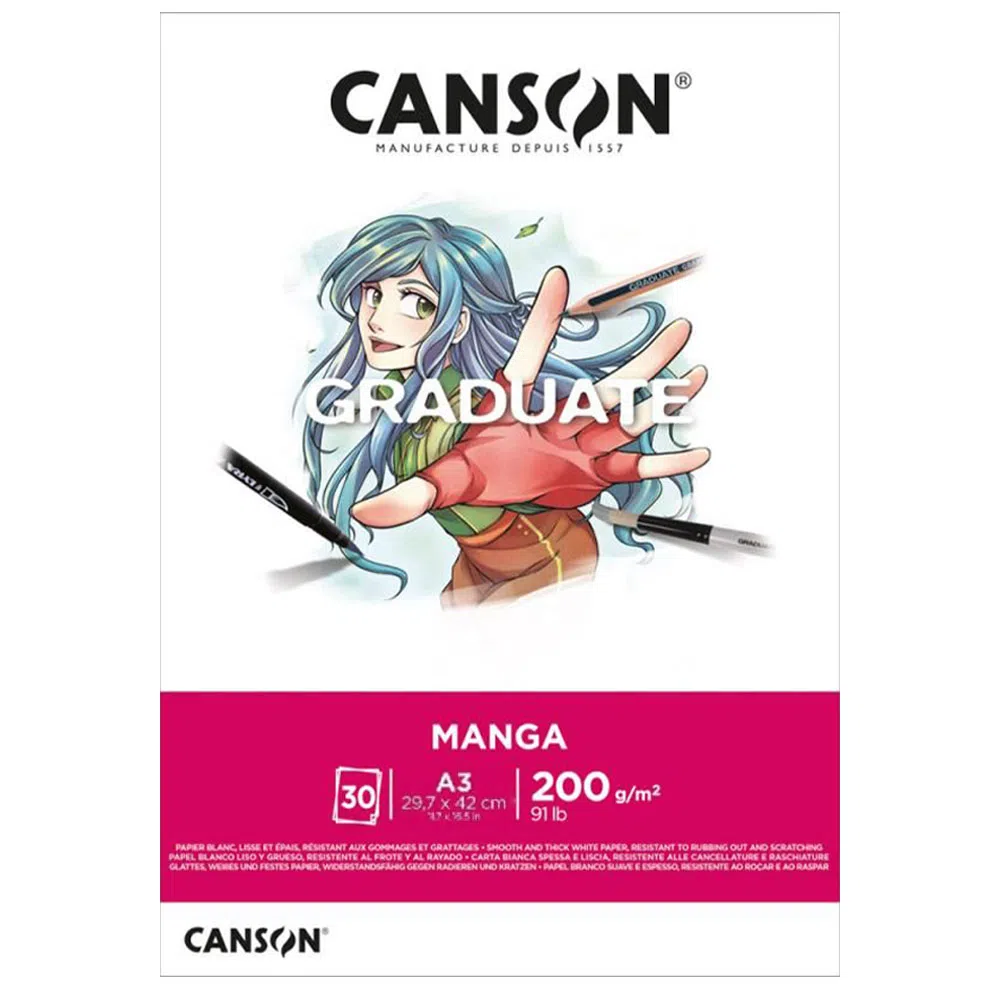 CANSON®
MANUFACTURE DEPUIS 1557
GRADUATE
GRADUATE
MANGA
30
A3
29,7 x 42 cm
11.7 x 16.5 in
200 g/m²
91 lb
PAPIER BLANC, LISSE ET ÉPAIS, RÉSISTANT AUX GOMMAGES ET GRATTAGES • SMOOTH AND THICK WHITE PAPER, RESISTANT TO RUBBING OUT AND SCRATCHING
PAPEL BLANCO LISO Y GRUESO, RESISTENTE AL FROTE Y AL RAYADO • CARTA BIANCA SPESSA E LISCIA, RESISTENTE ALLE CANCELLATURE E RASCHIATURE
GLATTES, WEIßES UND FESTES PAPIER, WIDERSTANDSFÄHIG GEGEN RADIEREN UND KRATZEN • PAPEL BRANCO SUAVE E ESPESSO, RESISTENTE AO ROÇAR E AO RASPAR
CANSON®